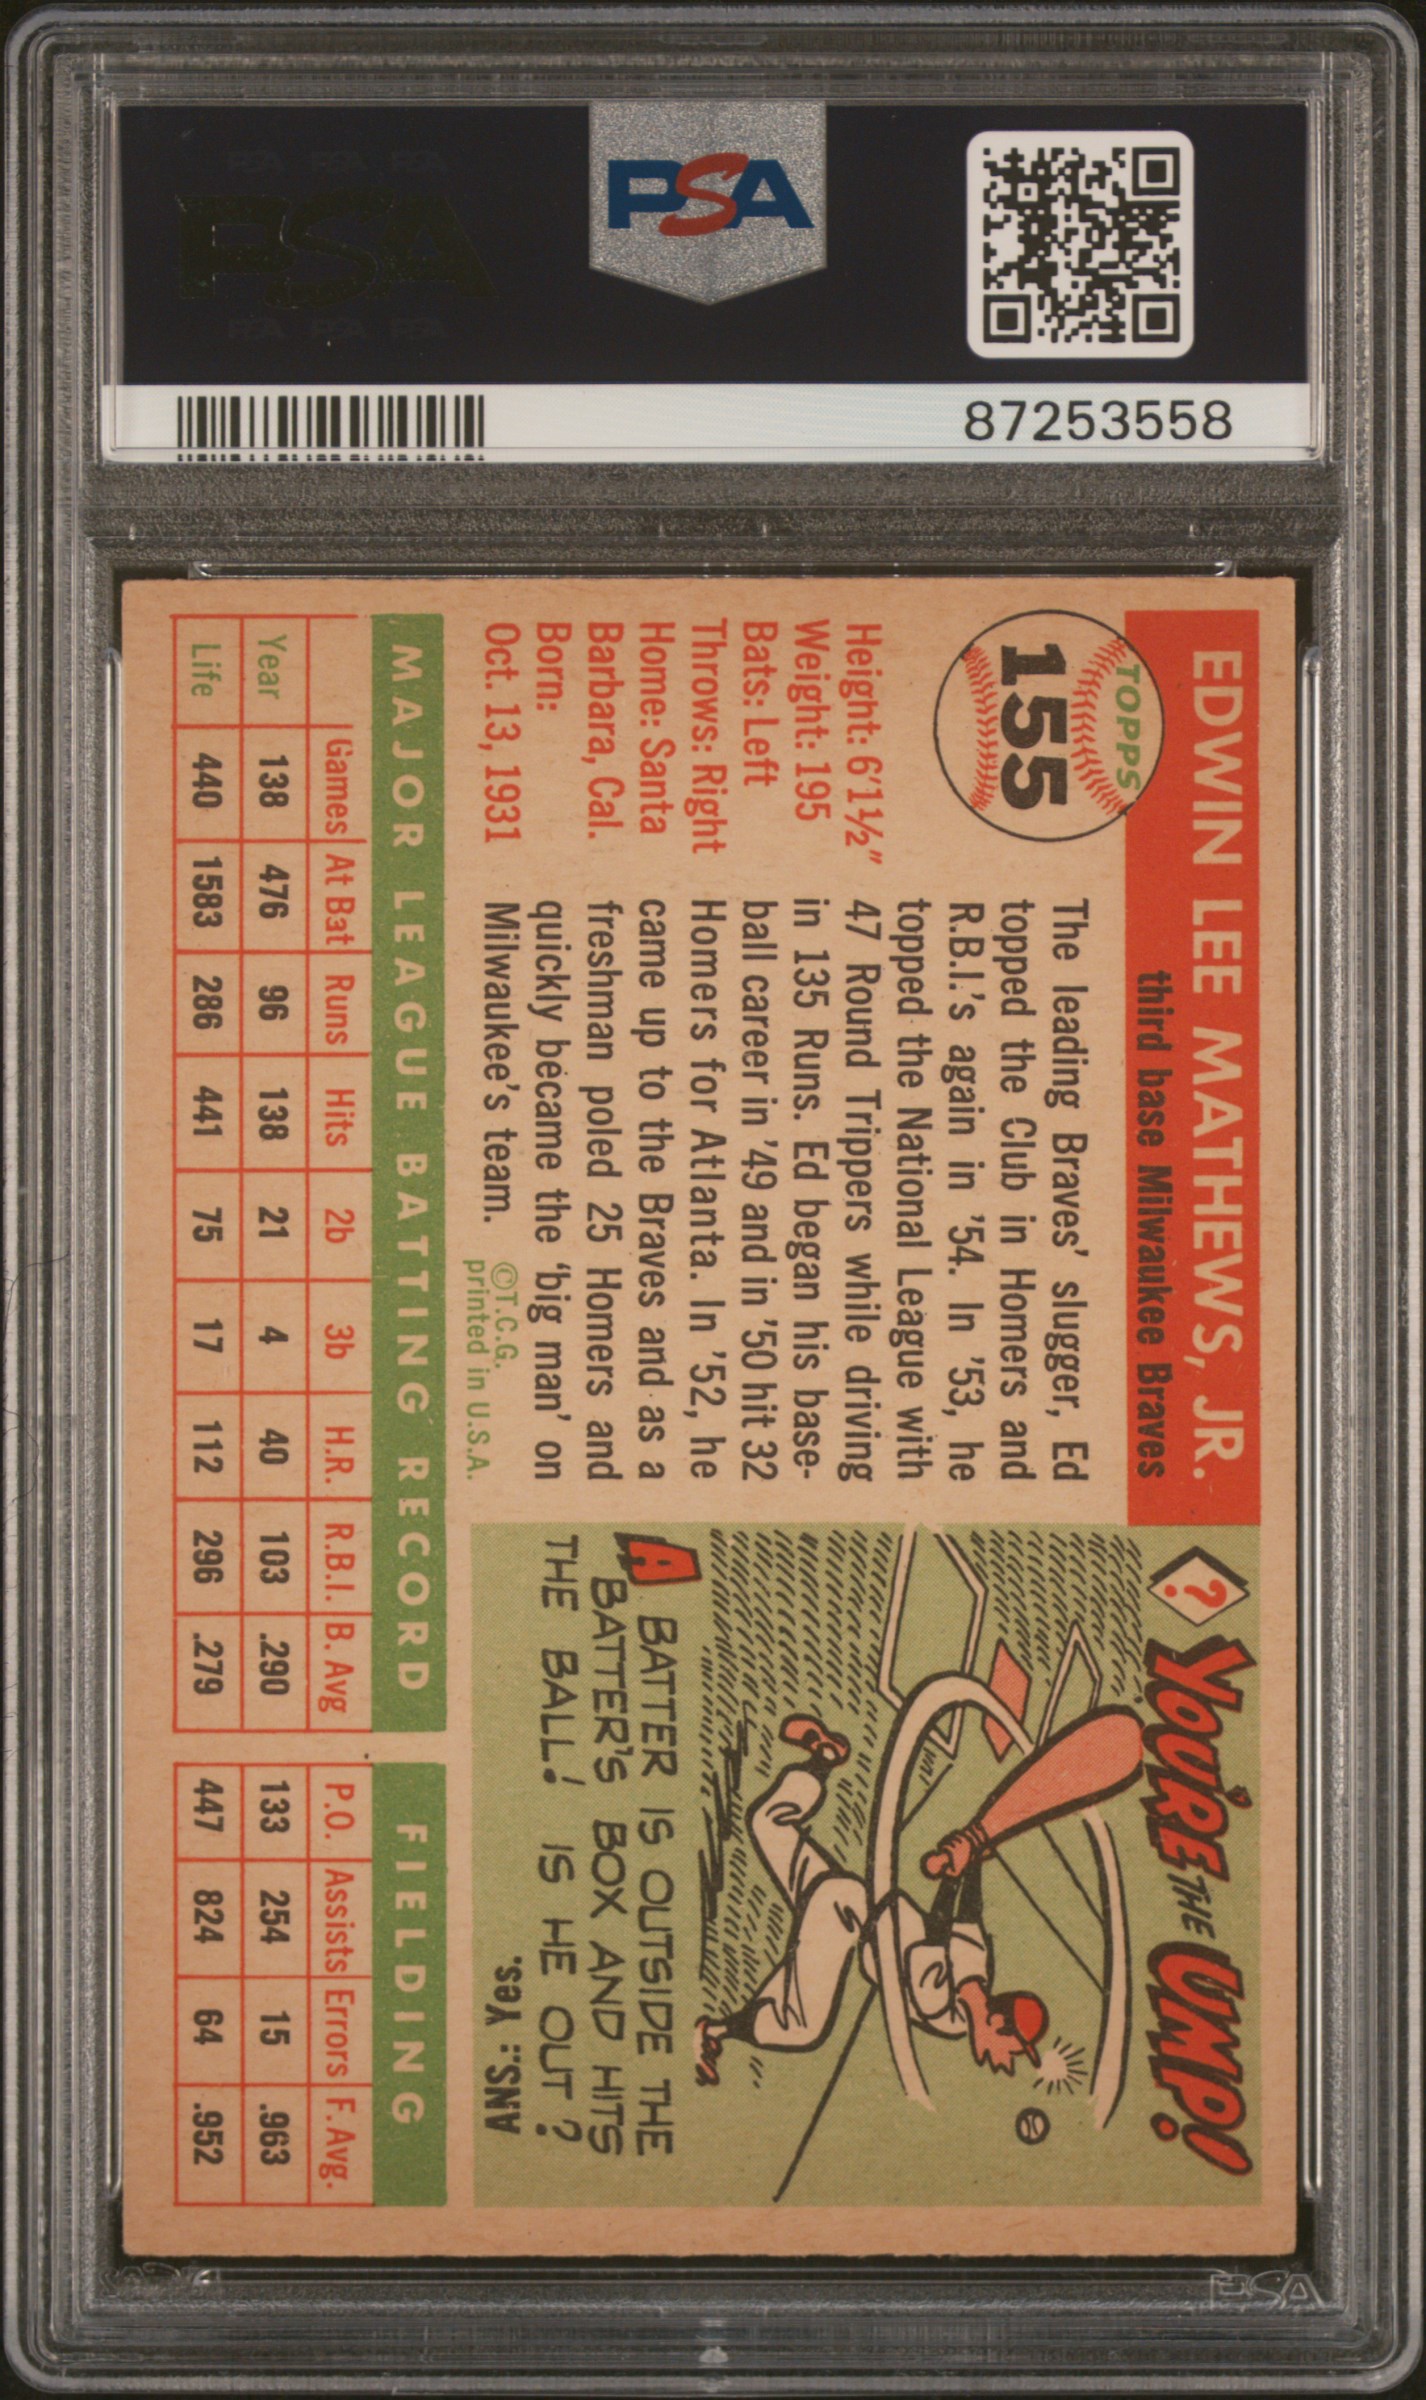 PSA
PSA
87253558
EDWIN LEE MATHEWS, JR.
third base Milwaukee Braves
TOPPS
155
Height: 6'1½"
Weight: 195
Bats: Left
Throws: Right
Home: Santa
Barbara, Cal.
Born:
Oct. 13, 1931
The leading Braves' slugger, Ed
topped the Club in Homers and
R.B.I.'s again in '54. In '53, he
topped the National League with
47 Round Trippers while driving
in 135 Runs. Ed began his base-
ball career in '49 and in '50 hit 32
Homers for Atlanta. In '52, he
came up to the Braves and as a
freshman poled 25 Homers and
quickly became the 'big man' on
Milwaukee's team.
©T.C.G.
printed in U.S.A.
? YOU'RE THE UMP!
A BATTER IS OUTSIDE THE
BATTER'S BOX AND HITS
THE BALL! IS HE OUT?
ANS.: Yes.
MAJOR LEAGUE BATTING RECORD
FIELDING
Games At Bat Runs Hits 2b 3b H.R. R.B.I. B. Avg P.O. Assists Errors F. Avg.
Year 138 476 96 138 21 4 40 103 .290 133 254 15 .963
Life 440 1583 286 441 75 17 112 296 .279 447 824 64 .952
PSA